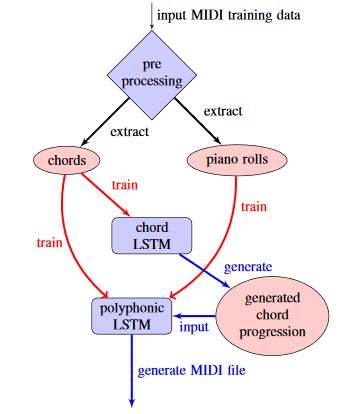 input MIDI training data
pre
processing
extract
extract
chords
piano rolls
train
train
train
chord
LSTM
generate
polyphonic
LSTM
input
generated
chord
progression
generate MIDI file